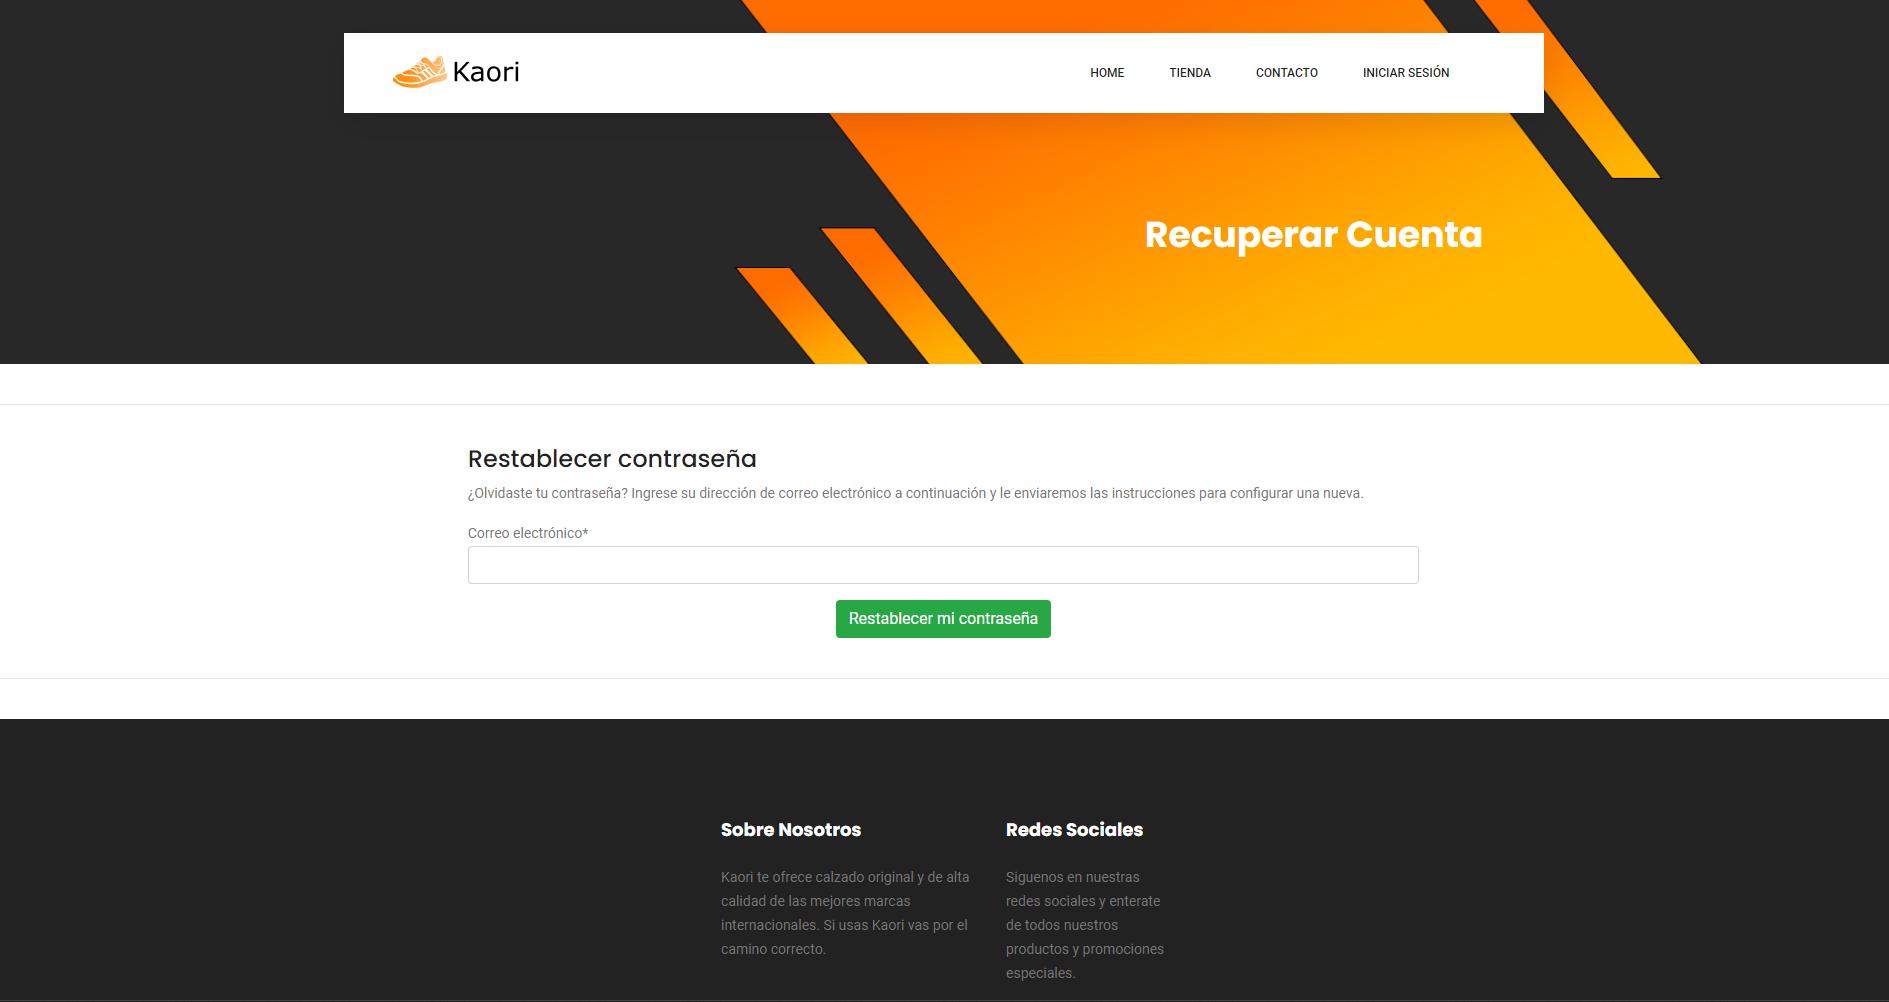 Kaori
HOME
TIENDA
CONTACTO
INICIAR SESIÓN
Recuperar Cuenta
Restablecer contraseña
¿Olvidaste tu contraseña? Ingrese su dirección de correo electrónico a continuación y le enviaremos las instrucciones para configurar una nueva.
Correo electrónico*
Restablecer mi contraseña
Sobre Nosotros
Kaori te ofrece calzado original y de alta
calidad de las mejores marcas
internacionales. Si usas Kaori vas por el
camino correcto.
Redes Sociales
Siguenos en nuestras
redes sociales y enterate
de todos nuestros
productos y promociones
especiales.